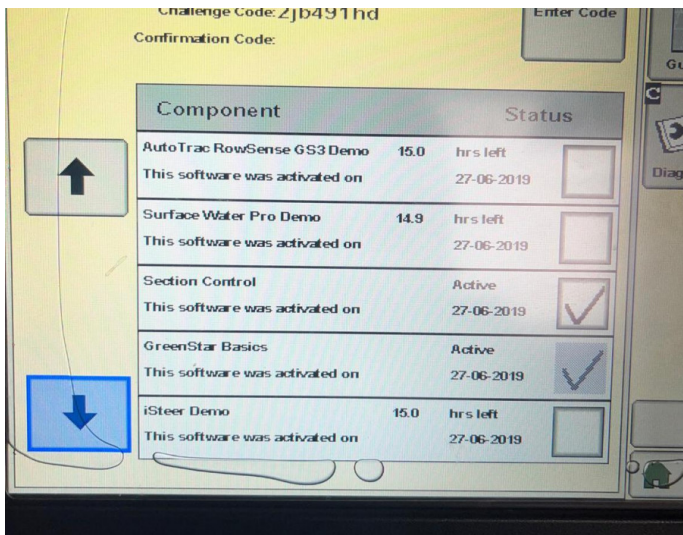 Challenge Code: 2jb491hd
Enter Code
Confirmation Code:
Component Status
AutoTrac RowSense GS3 Demo 15.0 hrs left
This software was activated on 27-06-2019
Surface Water Pro Demo 14.9 hrs left
This software was activated on 27-06-2019
Section Control Active
This software was activated on 27-06-2019
GreenStar Basics Active
This software was activated on 27-06-2019
iSteer Demo 15.0 hrs left
This software was activated on 27-06-2019
C